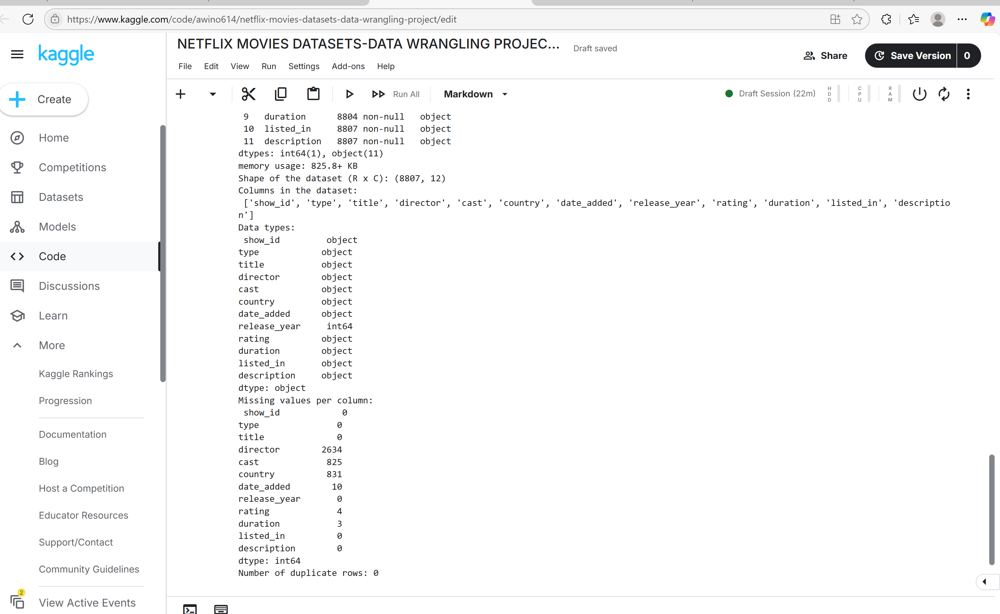 https://www.kaggle.com/code/awino614/netflix-movies-datasets-data-wrangling-project/edit
kaggle
NETFLIX MOVIES DATASETS-DATA WRANGLING PROJEC...
Draft saved
File Edit View Run Settings Add-ons Help
Share
Save Version 0
Run All
Markdown
Draft Session (22m)
HDD
CPU
RAM
Create
Home
Competitions
Datasets
Models
Code
Discussions
Learn
More
Kaggle Rankings
Progression
Documentation
Blog
Host a Competition
Educator Resources
Support/Contact
Community Guidelines
2
View Active Events
9 duration 8804 non-null object
10 listed_in 8807 non-null object
11 description 8807 non-null object
dtypes: int64(1), object(11)
memory usage: 825.8+ KB
Shape of the dataset (R x C): (8807, 12)
Columns in the dataset:
['show_id', 'type', 'title', 'director', 'cast', 'country', 'date_added', 'release_year', 'rating', 'duration', 'listed_in', 'descriptio
n']
Data types:
show_id object
type object
title object
director object
cast object
country object
date_added object
release_year int64
rating object
duration object
listed_in object
description object
dtype: object
Missing values per column:
show_id 0
type 0
title 0
director 2634
cast 825
country 831
date_added 10
release_year 0
rating 4
duration 3
listed_in 0
description 0
dtype: int64
Number of duplicate rows: 0